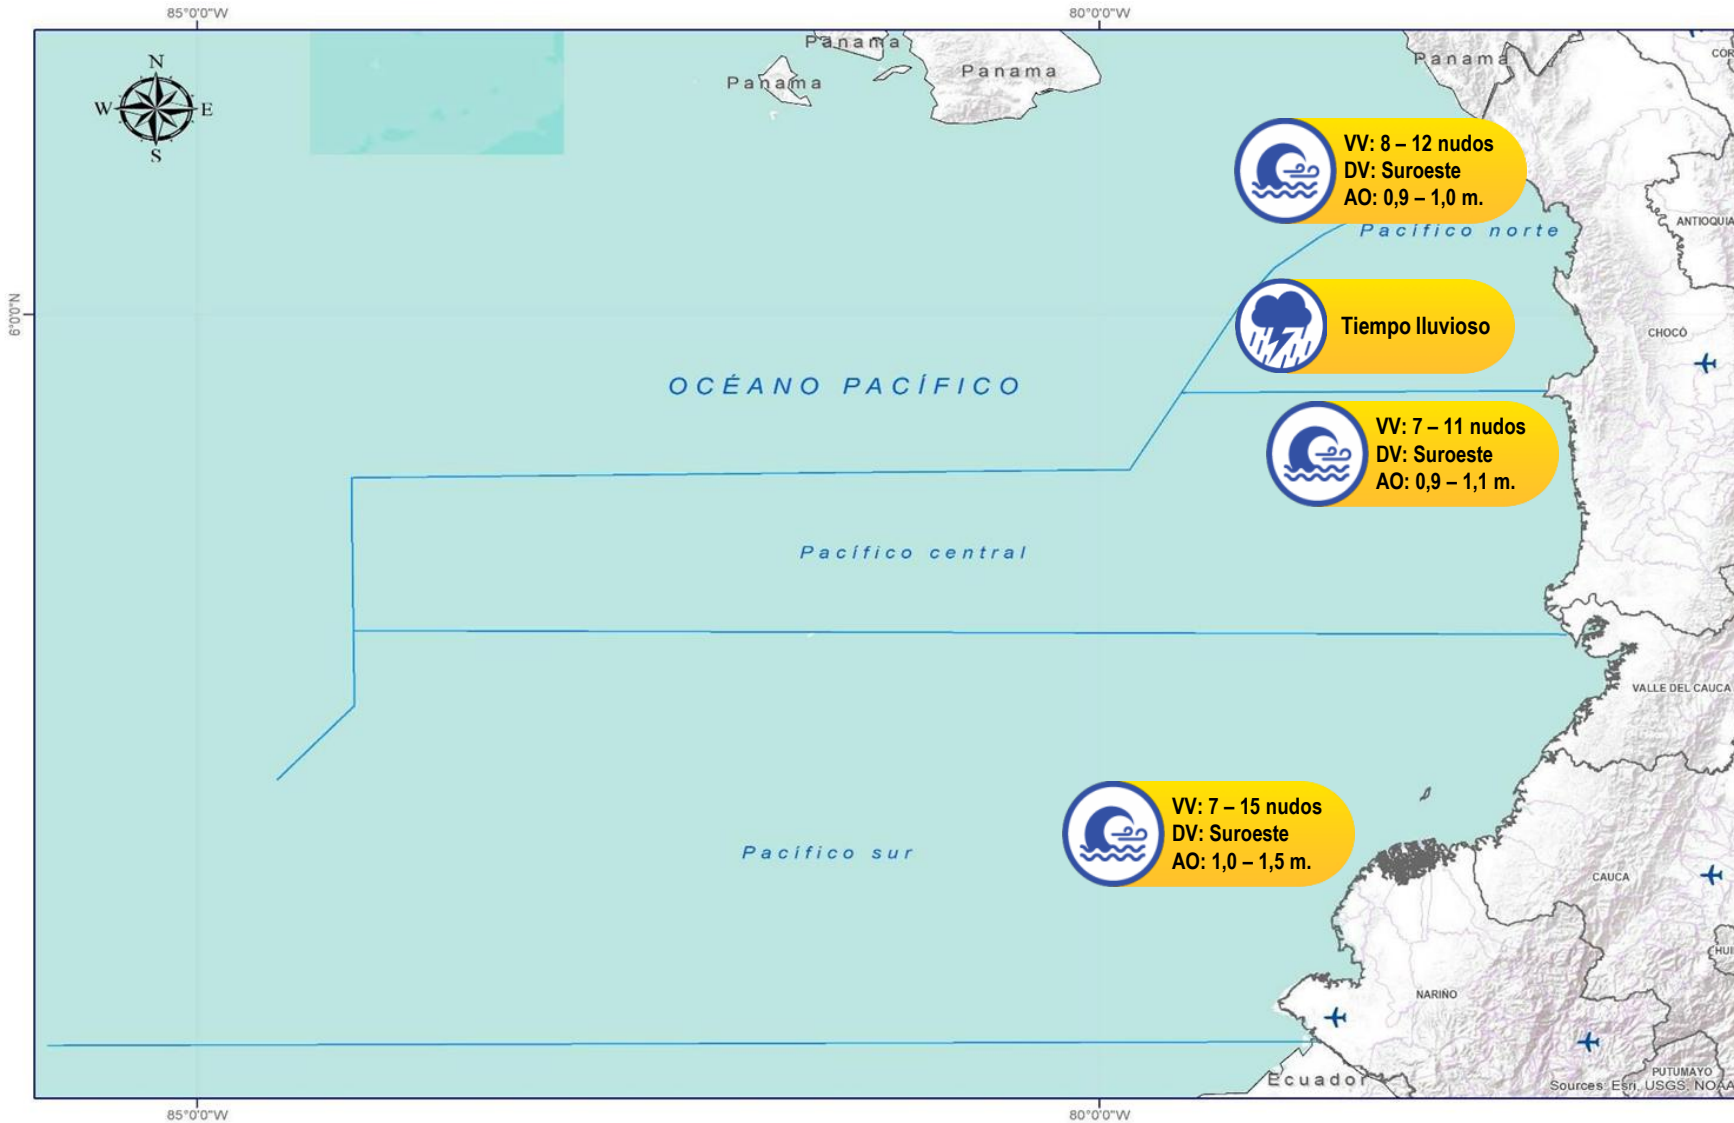 85°0'0"W
80°0'0"W
N
W
E
S
Panama
Panama
Panama
Panama
COR
VV: 8 – 12 nudos
DV: Suroeste
AO: 0,9 – 1,0 m.
Pacífico norte
ANTIOQUIA
6°0'0"N
Tiempo lluvioso
CHOCÓ
OCÉANO PACÍFICO
VV: 7 – 11 nudos
DV: Suroeste
AO: 0,9 – 1,1 m.
Pacífico central
VALLE DEL CAUCA
VV: 7 – 15 nudos
DV: Suroeste
AO: 1,0 – 1,5 m.
Pacífico sur
CAUCA
HUI
NARIÑO
PUTUMAYO
Ecuador
Sources: Esri, USGS, NOAA
85°0'0"W
80°0'0"W